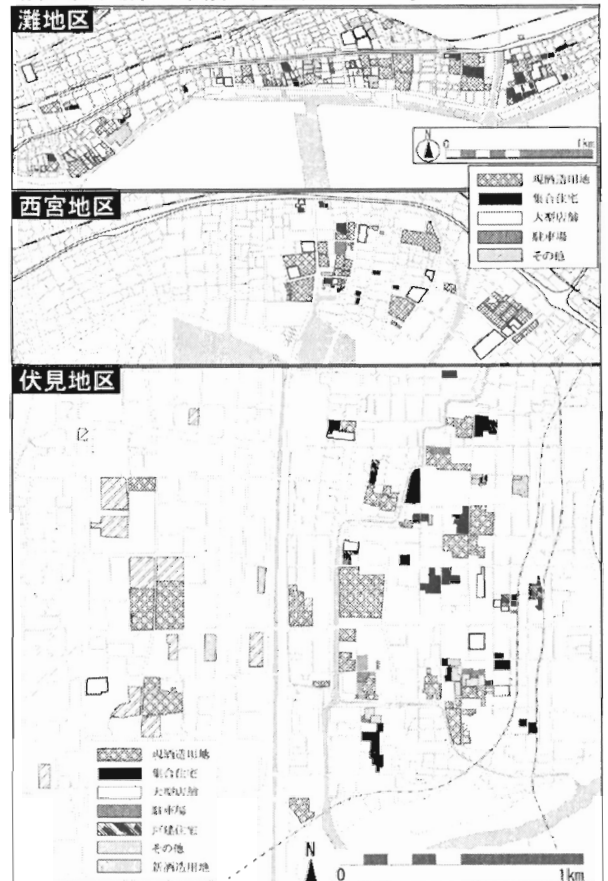 灘地区
N
0 1km
現酒造用地
集合住宅
大型店舗
駐車場
その他
西宮地区
伏見地区
現酒造用地
集合住宅
大型店舗
駐車場
戸建住宅
その他
新酒造用地
N
0 1km